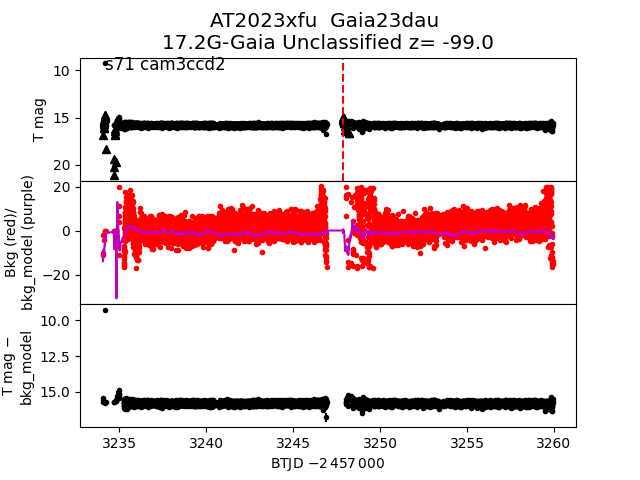 AT2023xfu  Gaia23dau
17.2G-Gaia Unclassified z= -99.0
s71 cam3ccd2
T mag
10
15
20
Bkg (red)/
bkg_model (purple)
20
0
−20
T mag −
bkg_model
10.0
12.5
15.0
3235 3240 3245 3250 3255 3260
BTJD −2 457 000